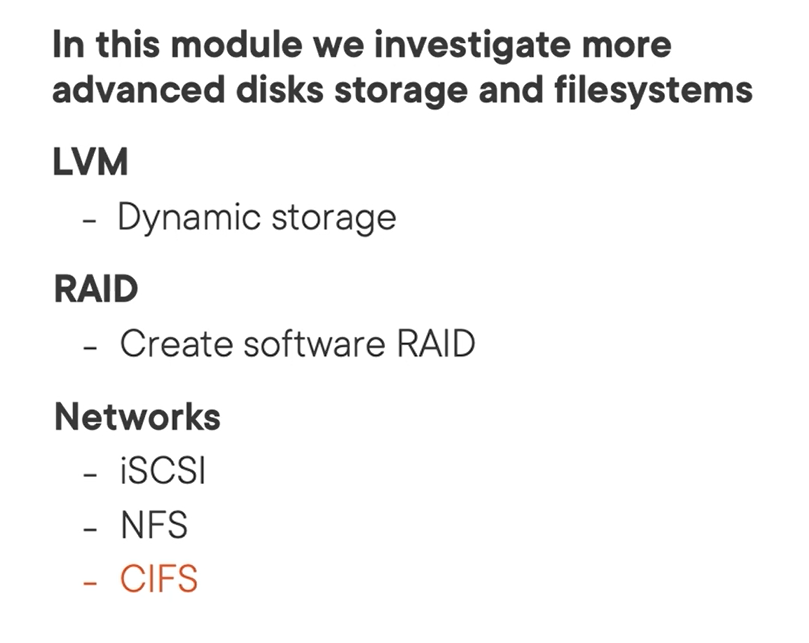 In this module we investigate more
advanced disks storage and filesystems
LVM
- Dynamic storage
RAID
- Create software RAID
Networks
- iSCSI
- NFS
- CIFS